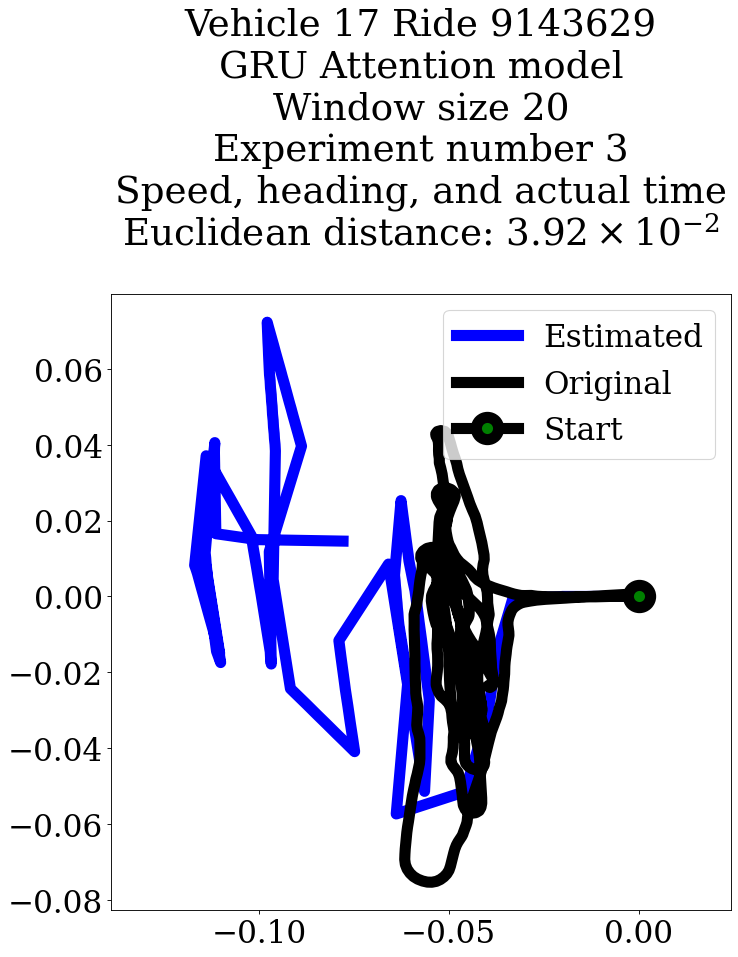 Vehicle 17 Ride 9143629
GRU Attention model
Window size 20
Experiment number 3
Speed, heading, and actual time
Euclidean distance: 3.92 × 10⁻²
Estimated
Original
Start
0.06
0.04
0.02
0.00
−0.02
−0.04
−0.06
−0.08
−0.10
−0.05
0.00